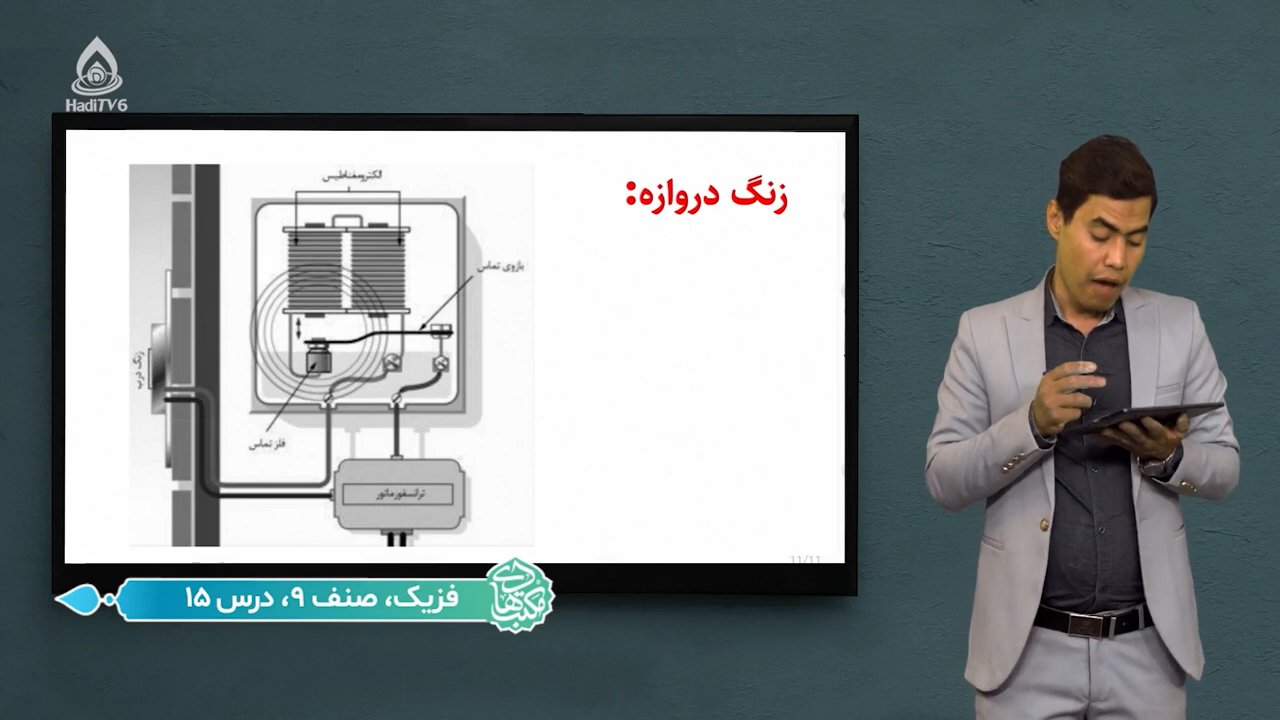 HadiTV6
زنگ دروازه:
الکترومغناطیس
بازوی تماس
زنگ درب
فلز تماس
ترانسفورماتور
11/11
فزیک، صنف ۹، درس ۱۵
مکتب هادی